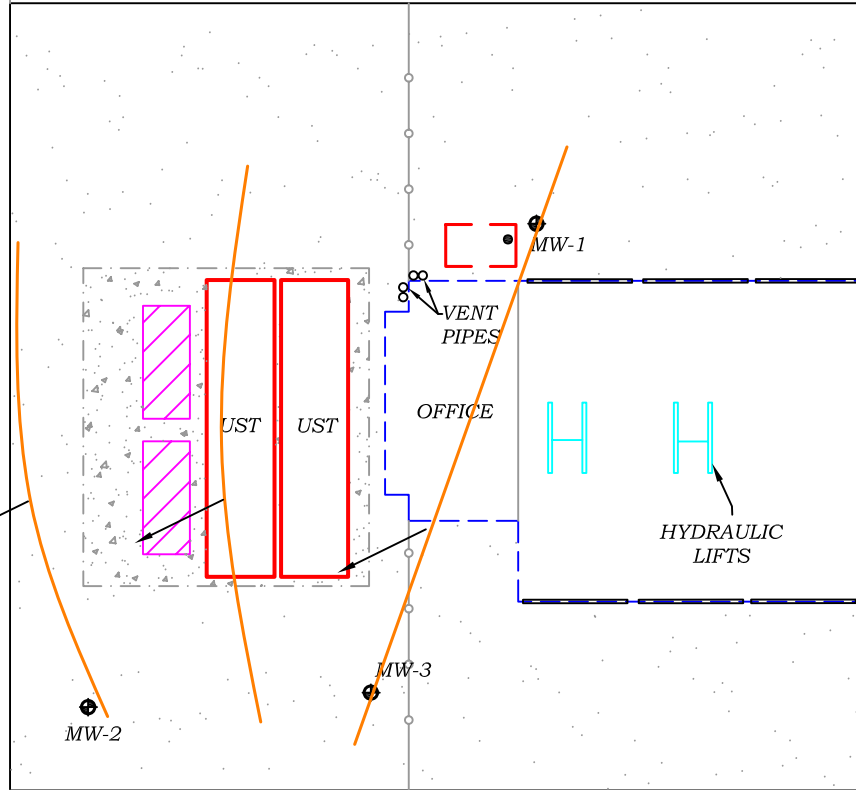 MW-1
VENT
PIPES
UST
UST
OFFICE
HYDRAULIC
LIFTS
MW-3
MW-2